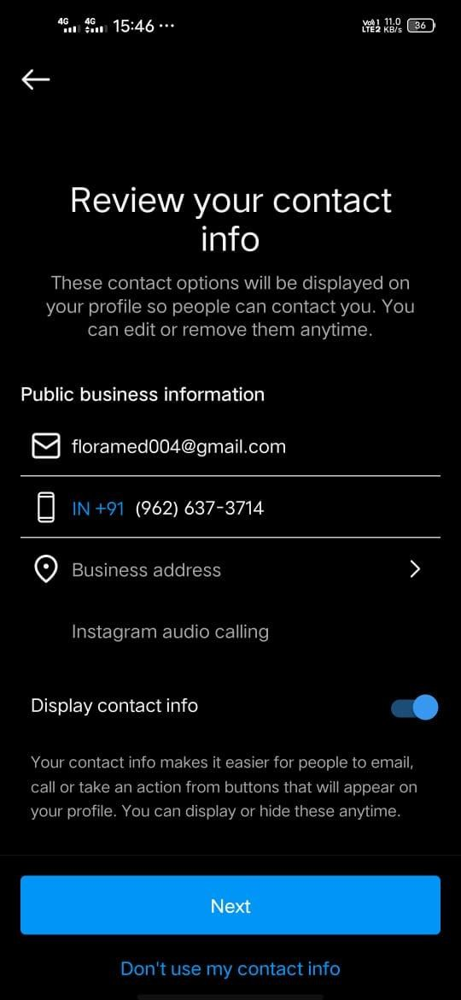 4G 4G 15:46 ··· Vo) 1 LTE2 11.0 KB/s 36
Review your contact
info
These contact options will be displayed on
your profile so people can contact you. You
can edit or remove them anytime.
Public business information
floramed004@gmail.com
IN +91 (962) 637-3714
Business address
Instagram audio calling
Display contact info
Your contact info makes it easier for people to email,
call or take an action from buttons that will appear on
your profile. You can display or hide these anytime.
Next
Don't use my contact info